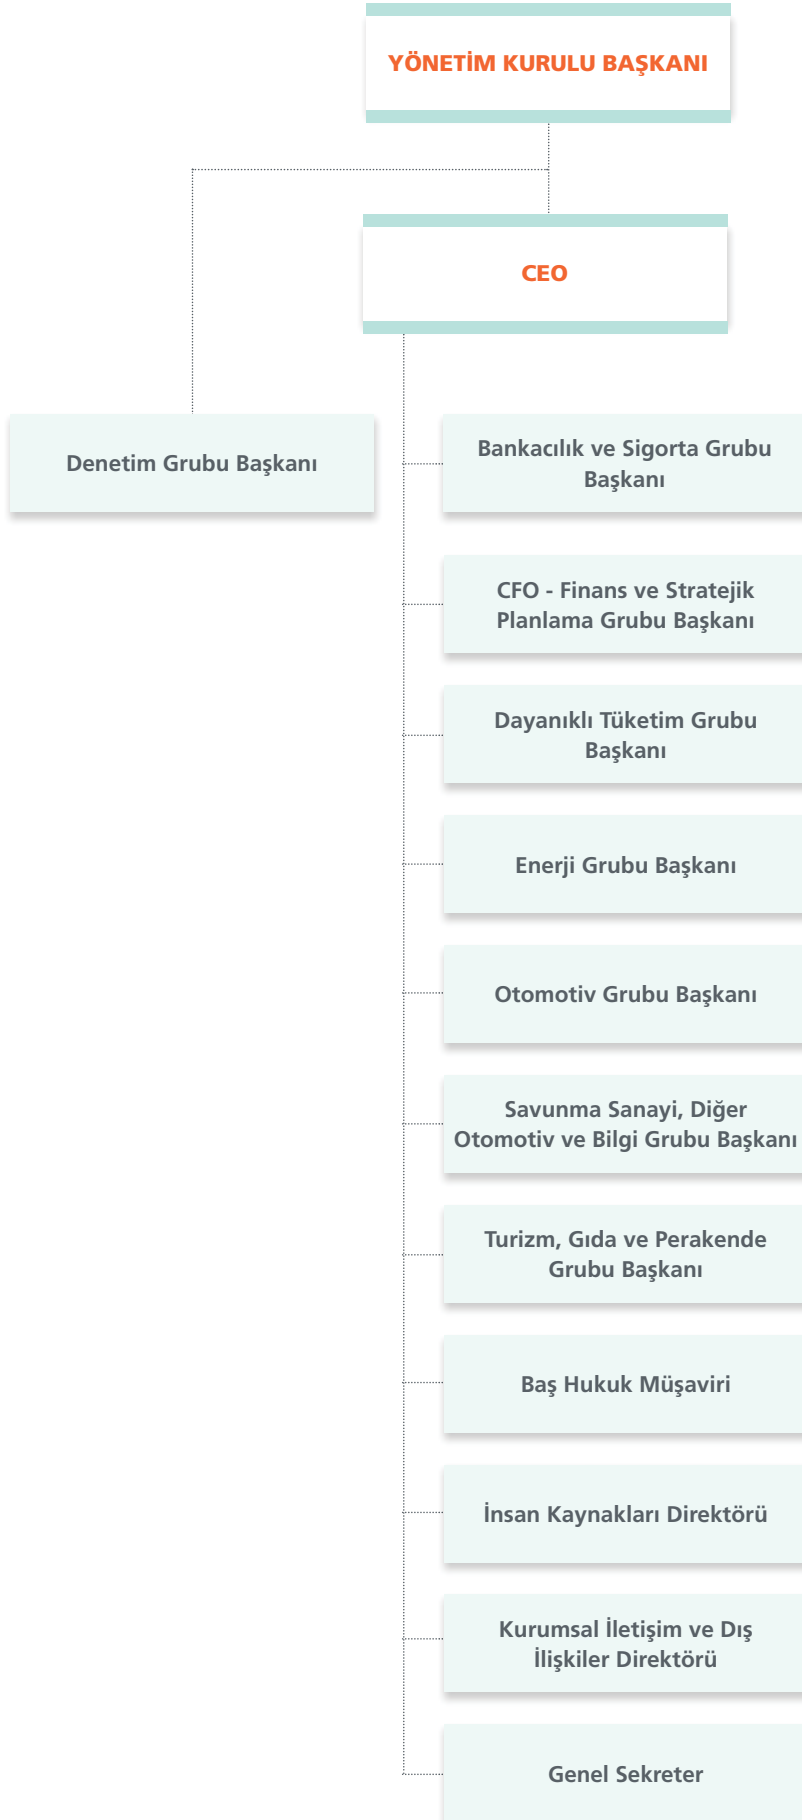 YÖNETİM KURULU BAŞKANI
CEO
Denetim Grubu Başkanı
Bankacılık ve Sigorta Grubu
Başkanı
CFO - Finans ve Stratejik
Planlama Grubu Başkanı
Dayanıklı Tüketim Grubu
Başkanı
Enerji Grubu Başkanı
Otomotiv Grubu Başkanı
Savunma Sanayi, Diğer
Otomotiv ve Bilgi Grubu Başkanı
Turizm, Gıda ve Perakende
Grubu Başkanı
Baş Hukuk Müşaviri
İnsan Kaynakları Direktörü
Kurumsal İletişim ve Dış
İlişkiler Direktörü
Genel Sekreter